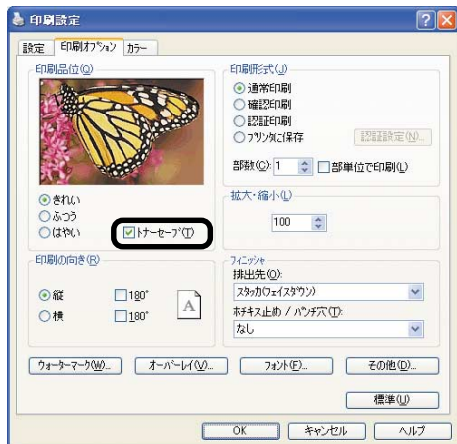 印刷設定
設定 印刷オプション カラー
印刷品位(Q)
きれい
ふつう
はやい
トナーセーブ(T)
印刷形式(J)
通常印刷
確認印刷
認証印刷
プリンタに保存
認証設定(N)...
部数(C): 1
部単位で印刷(L)
拡大・縮小(L)
100
印刷の向き(R)
縦
180°
横
180°
A
フィニッシャ
排出先(O):
スタッカ(フェイスダウン)
ホチキス止め / パンチ穴(T):
なし
ウォーターマーク(W)... オーバーレイ(V)... フォント(F)... その他(D)...
標準(U)
OK キャンセル ヘルプ